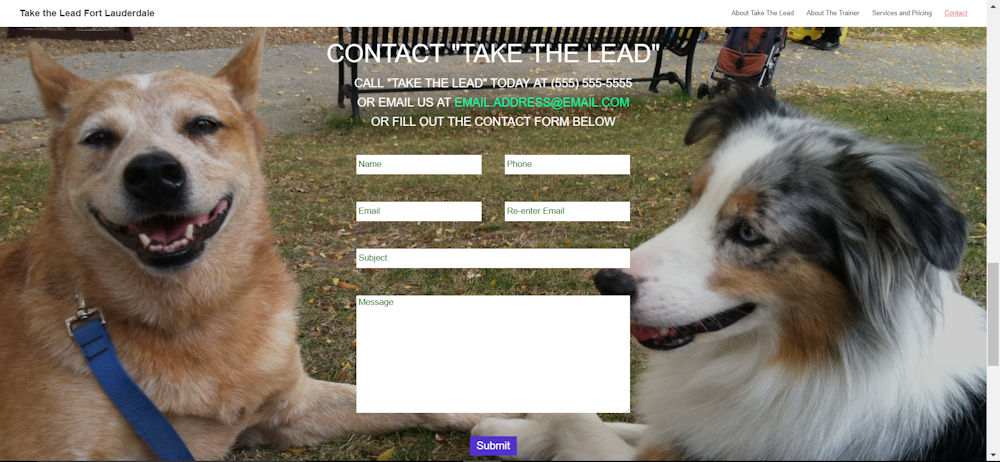 Take the Lead Fort Lauderdale
About Take The Lead
About The Trainer
Services and Pricing
Contact
CONTACT "TAKE THE LEAD"
CALL "TAKE THE LEAD" TODAY AT (555) 555-5555
OR EMAIL US AT EMAIL.ADDRESS@EMAIL.COM
OR FILL OUT THE CONTACT FORM BELOW
Name
Phone
Email
Re-enter Email
Subject
Message
Submit